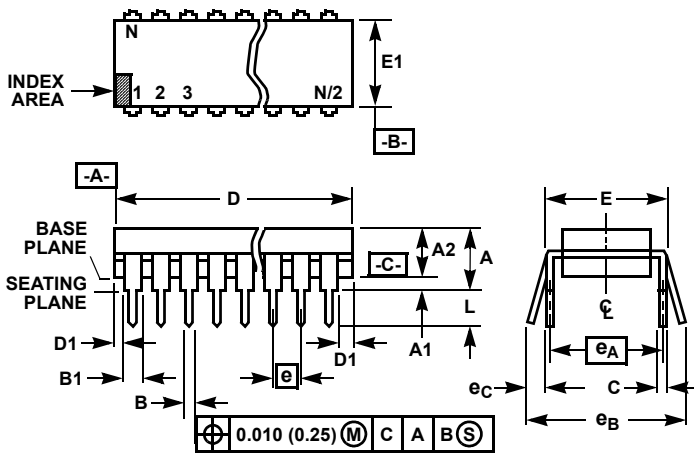 N
INDEX
AREA
1 2 3 N/2
E1
-B-
-A-
D
E
BASE
PLANE
A2
A
-C-
SEATING
PLANE
L
C
L
D1
A1
D1
eA
B1
e
eC
C
B
eB
0.010 (0.25) M C A B S